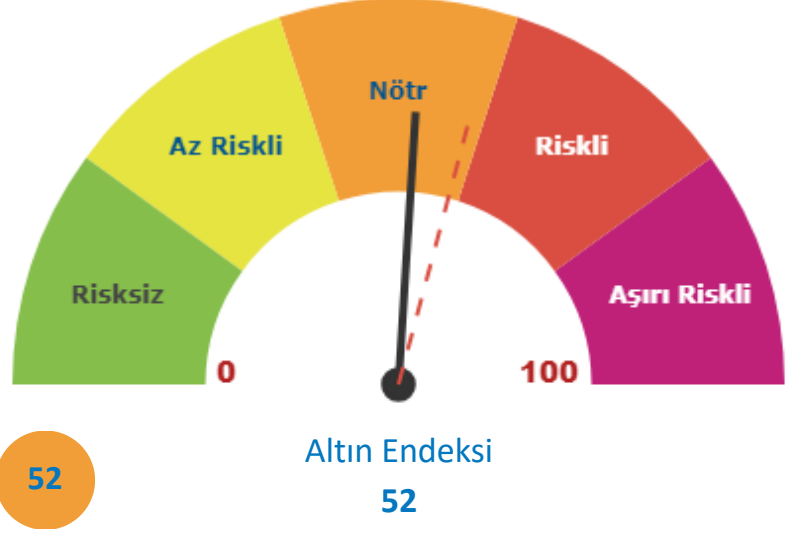 Nötr
Az Riskli
Riskli
Risksiz
Aşırı Riskli
0
100
Altın Endeksi
52
52